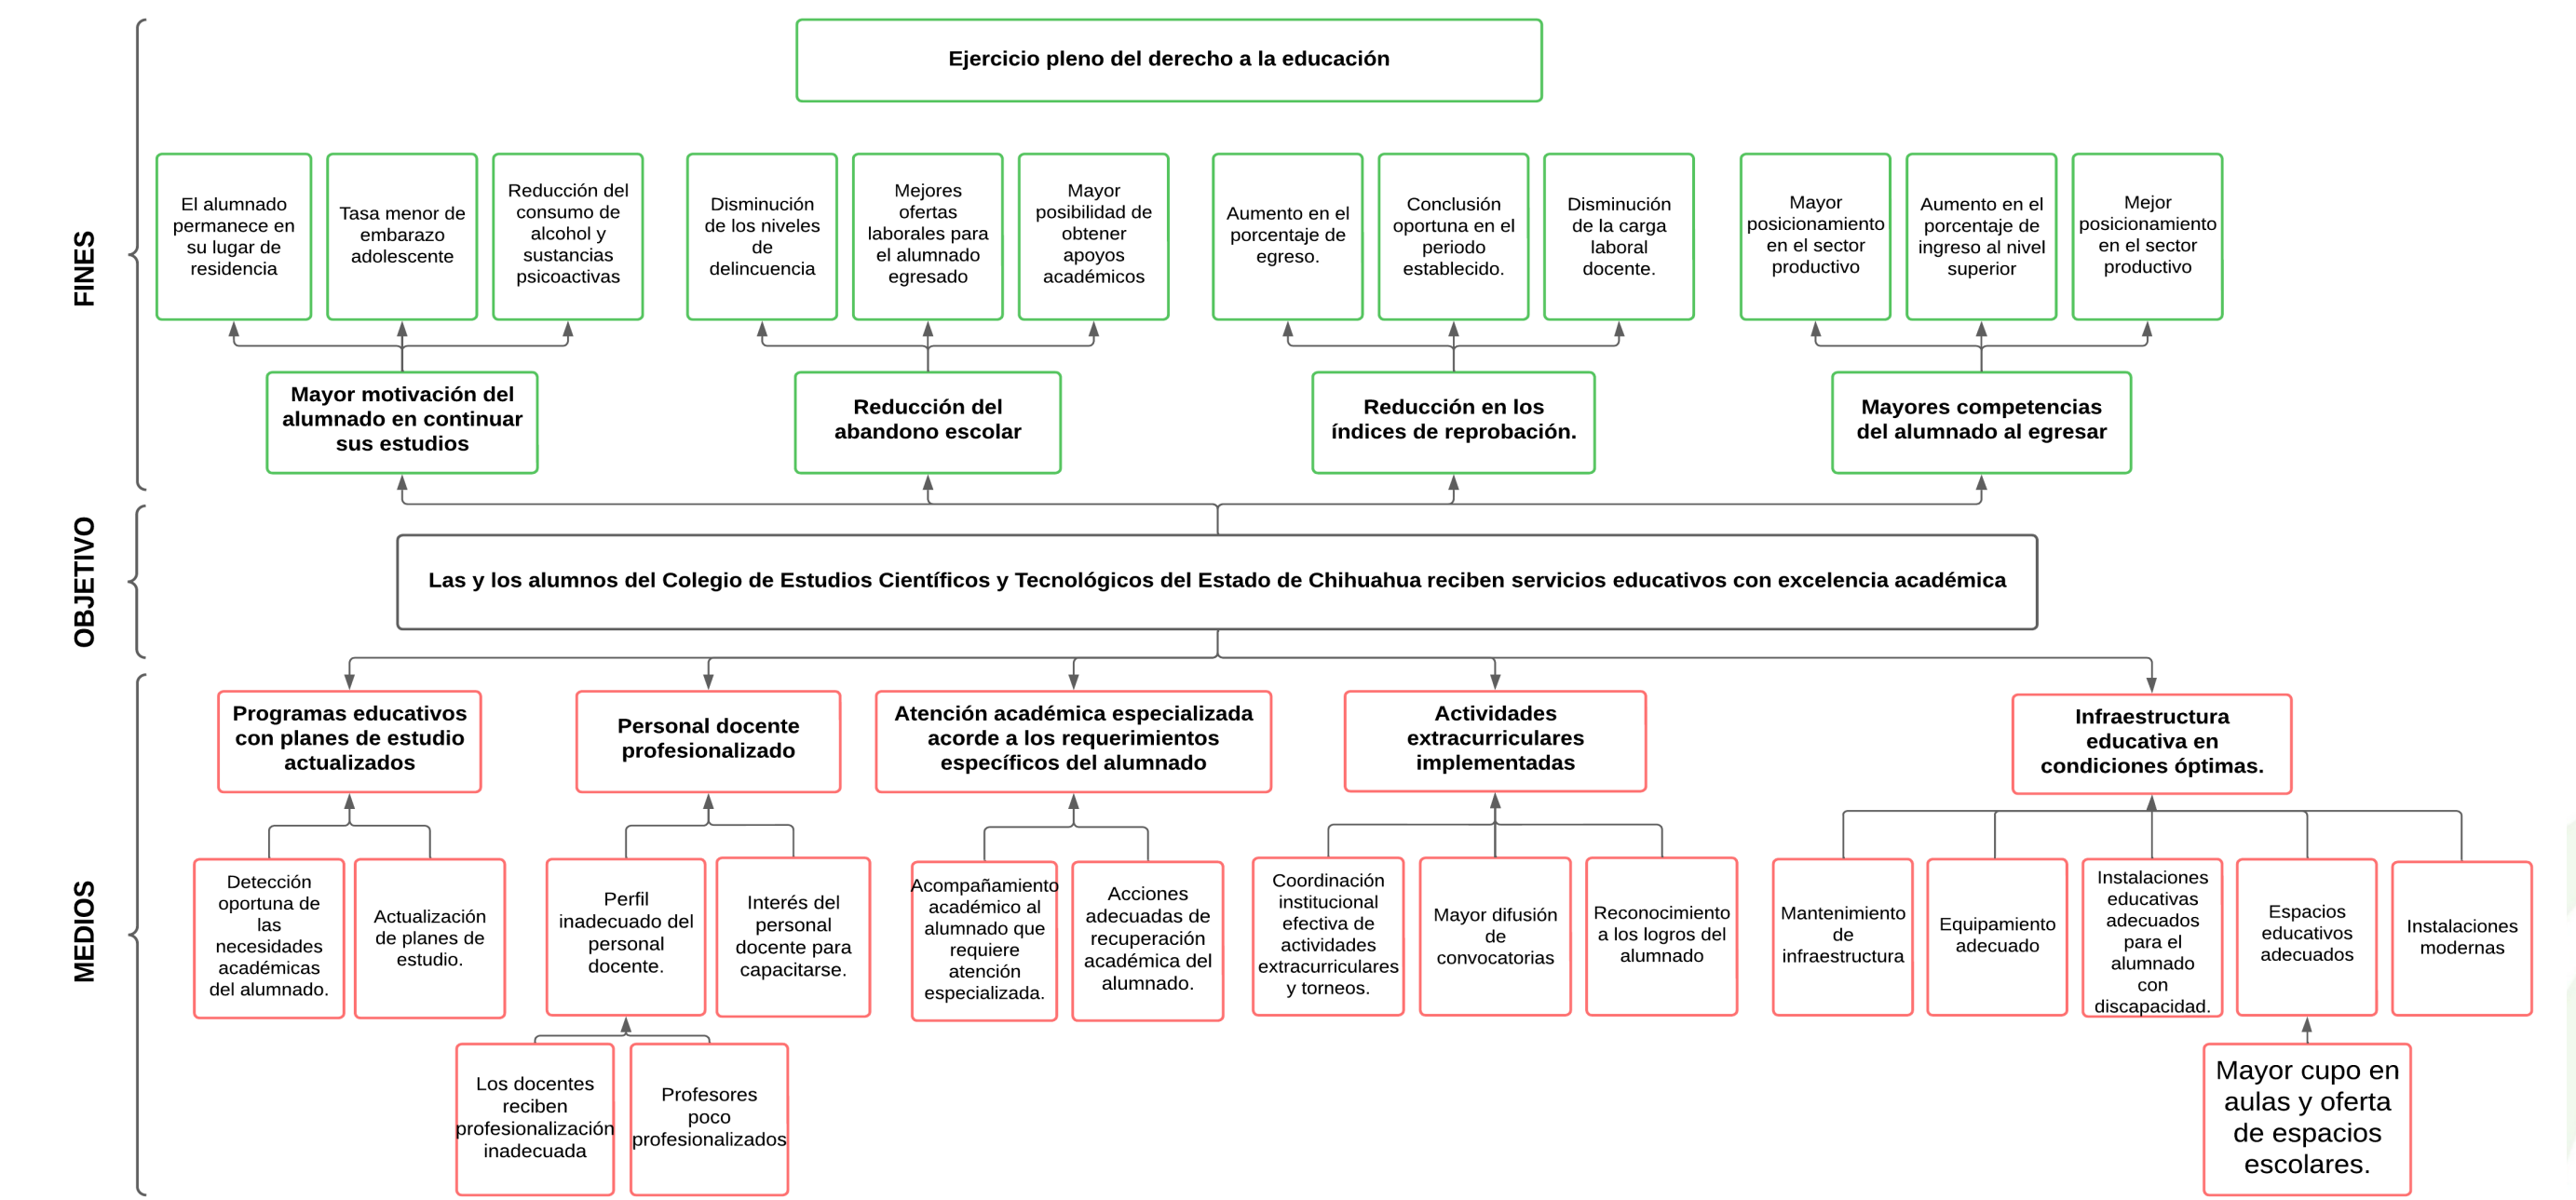 Ejercicio pleno del derecho a la educación
FINES
El alumnado
permanece en
su lugar de
residencia
Tasa menor de
embarazo
adolescente
Reducción del
consumo de
alcohol y
sustancias
psicoactivas
Disminución
de los niveles
de
delincuencia
Mejores
ofertas
laborales para
el alumnado
egresado
Mayor
posibilidad de
obtener
apoyos
académicos
Aumento en el
porcentaje de
egreso.
Conclusión
oportuna en el
periodo
establecido.
Disminución
de la carga
laboral
docente.
Mayor
posicionamiento
en el sector
productivo
Aumento en el
porcentaje de
ingreso al nivel
superior
Mejor
posicionamiento
en el sector
productivo
Mayor motivación del
alumnado en continuar
sus estudios
Reducción del
abandono escolar
Reducción en los
índices de reprobación.
Mayores competencias
del alumnado al egresar
OBJETIVO
Las y los alumnos del Colegio de Estudios Científicos y Tecnológicos del Estado de Chihuahua reciben servicios educativos con excelencia académica
MEDIOS
Programas educativos
con planes de estudio
actualizados
Personal docente
profesionalizado
Atención académica especializada
acorde a los requerimientos
específicos del alumnado
Actividades
extracurriculares
implementadas
Infraestructura
educativa en
condiciones óptimas.
Detección
oportuna de
las
necesidades
académicas
del alumnado.
Actualización
de planes de
estudio.
Perfil
inadecuado del
personal
docente.
Interés del
personal
docente para
capacitarse.
Acompañamiento
académico al
alumnado que
requiere
atención
especializada.
Acciones
adecuadas de
recuperación
académica del
alumnado.
Coordinación
institucional
efectiva de
actividades
extracurriculares
y torneos.
Mayor difusión
de
convocatorias
Reconocimiento
a los logros del
alumnado
Mantenimiento
de
infraestructura
Equipamiento
adecuado
Instalaciones
educativas
adecuados
para el
alumnado
con
discapacidad.
Espacios
educativos
adecuados
Instalaciones
modernas
Los docentes
reciben
profesionalización
inadecuada
Profesores
poco
profesionalizados
Mayor cupo en
aulas y oferta
de espacios
escolares.